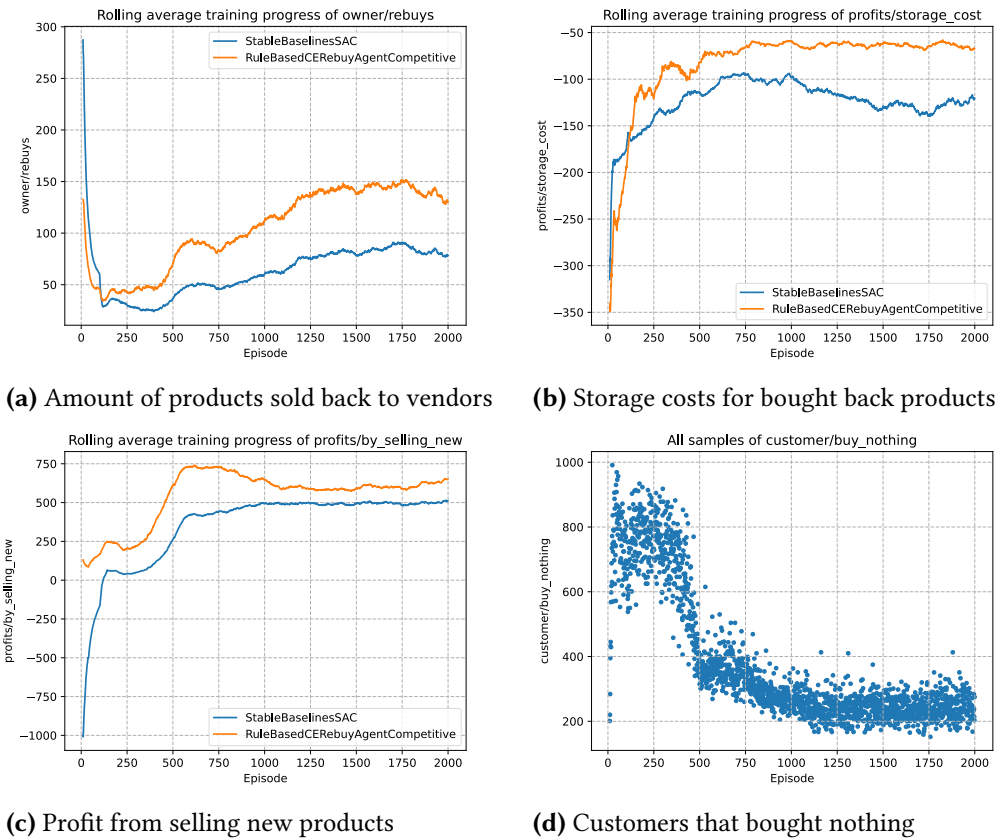 Rolling average training progress of owner/rebuys
300
250
200
150
100
50
owner/rebuys
StableBaselinesSAC
RuleBasedCERebuyAgentCompetitive
0 250 500 750 1000 1250 1500 1750 2000
Episode
(a) Amount of products sold back to vendors
Rolling average training progress of profits/storage_cost
−50
−100
−150
−200
−250
−300
−350
profits/storage_cost
StableBaselinesSAC
RuleBasedCERebuyAgentCompetitive
0 250 500 750 1000 1250 1500 1750 2000
Episode
(b) Storage costs for bought back products
Rolling average training progress of profits/by_selling_new
750
500
250
0
−250
−500
−750
−1000
profits/by_selling_new
StableBaselinesSAC
RuleBasedCERebuyAgentCompetitive
0 250 500 750 1000 1250 1500 1750 2000
Episode
(c) Profit from selling new products
All samples of customer/buy_nothing
1000
800
600
400
200
customer/buy_nothing
0 250 500 750 1000 1250 1500 1750 2000
Episode
(d) Customers that bought nothing